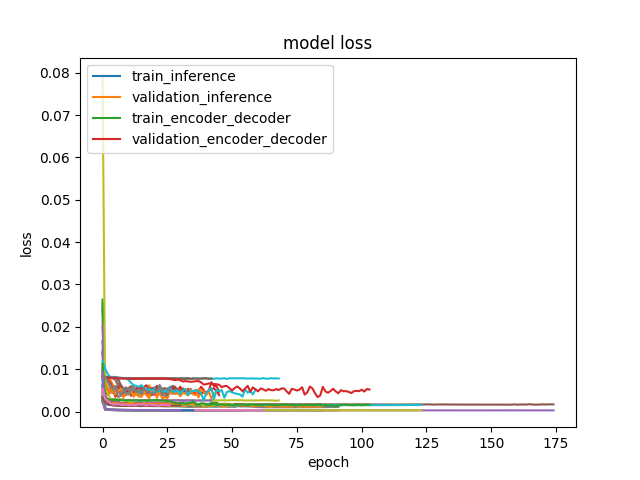 model loss
train_inference
validation_inference
train_encoder_decoder
validation_encoder_decoder
0.08
0.07
0.06
0.05
0.04
0.03
0.02
0.01
0.00
loss
0 25 50 75 100 125 150 175
epoch